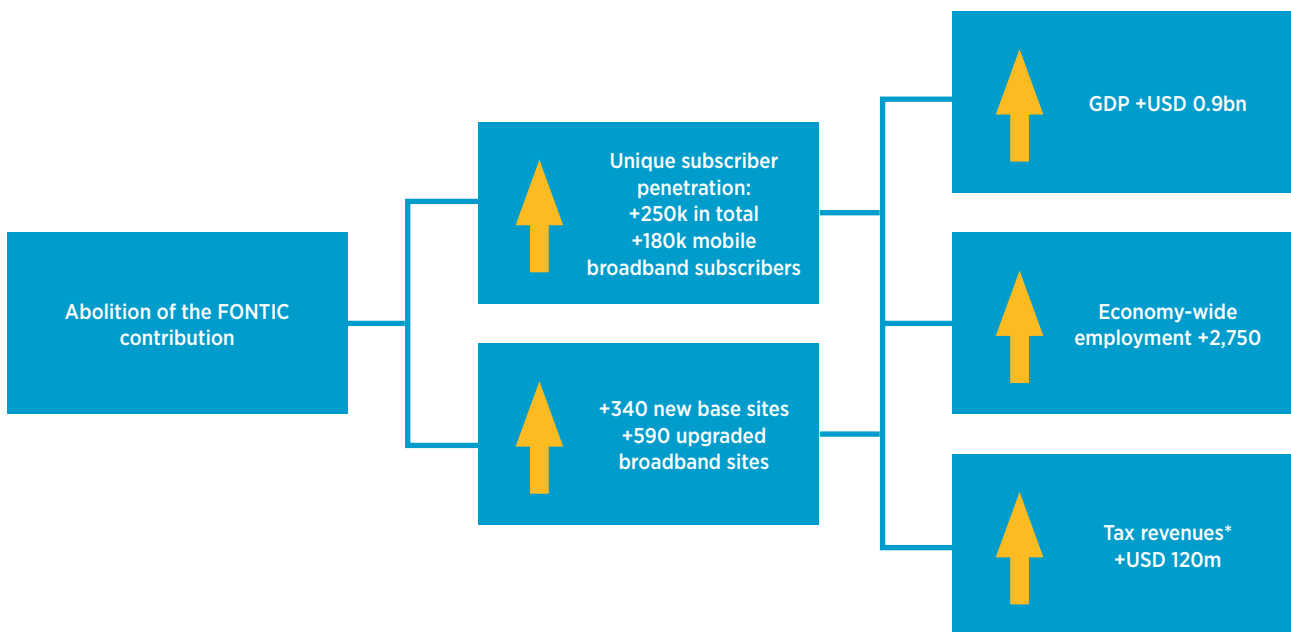 Abolition of the FONTIC
contribution
Unique subscriber
penetration:
+250k in total
+180k mobile
broadband subscribers
+340 new base sites
+590 upgraded
broadband sites
GDP +USD 0.9bn
Economy-wide
employment +2,750
Tax revenues*
+USD 120m